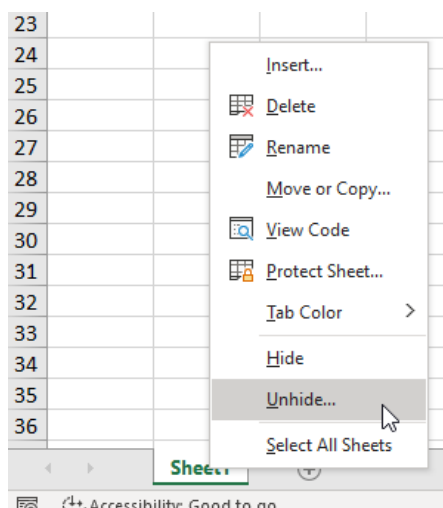 23
24
25
26
27
28
29
30
31
32
33
34
35
36
Insert...
Delete
Rename
Move or Copy...
View Code
Protect Sheet...
Tab Color
Hide
Unhide...
Select All Sheets
Sheet1
Accessibility: Good to go